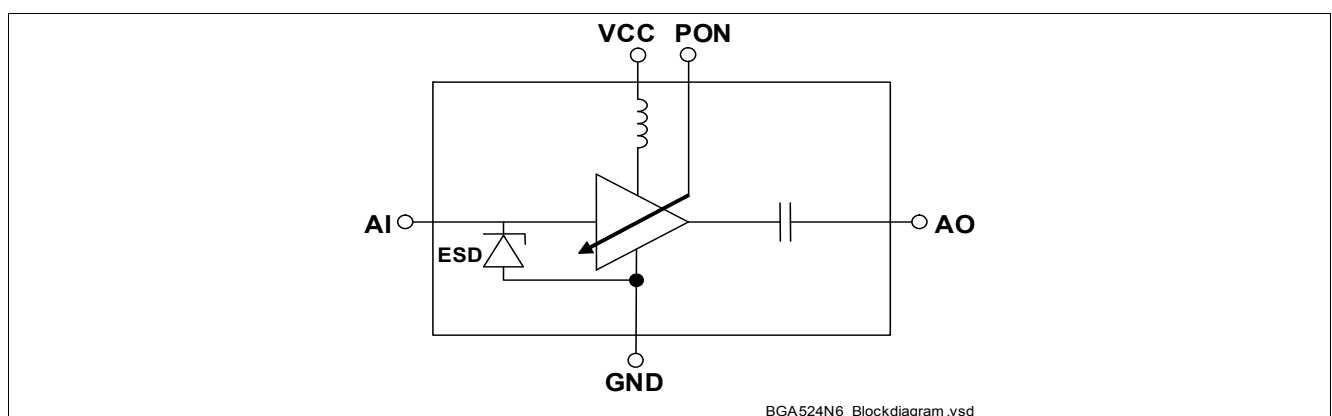 VCC PON
AI
ESD
AO
GND
BGA524N6_Blockdiagram.vsd